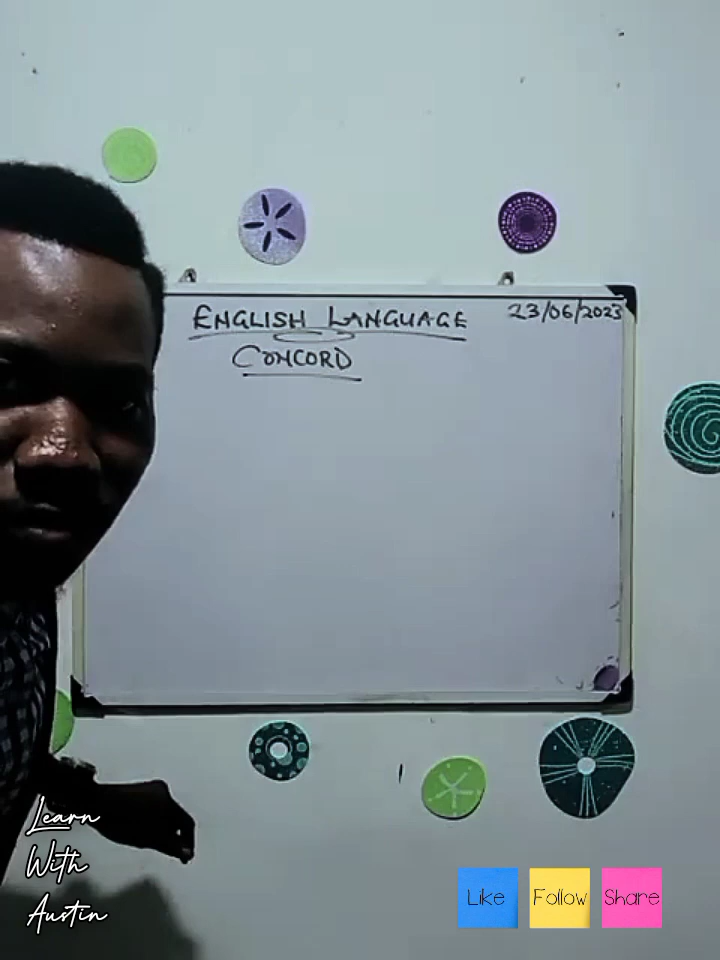 ENGLISH LANGUAGE 23/06/2023
CONCORD
Learn
With
Austin
Like Follow Share